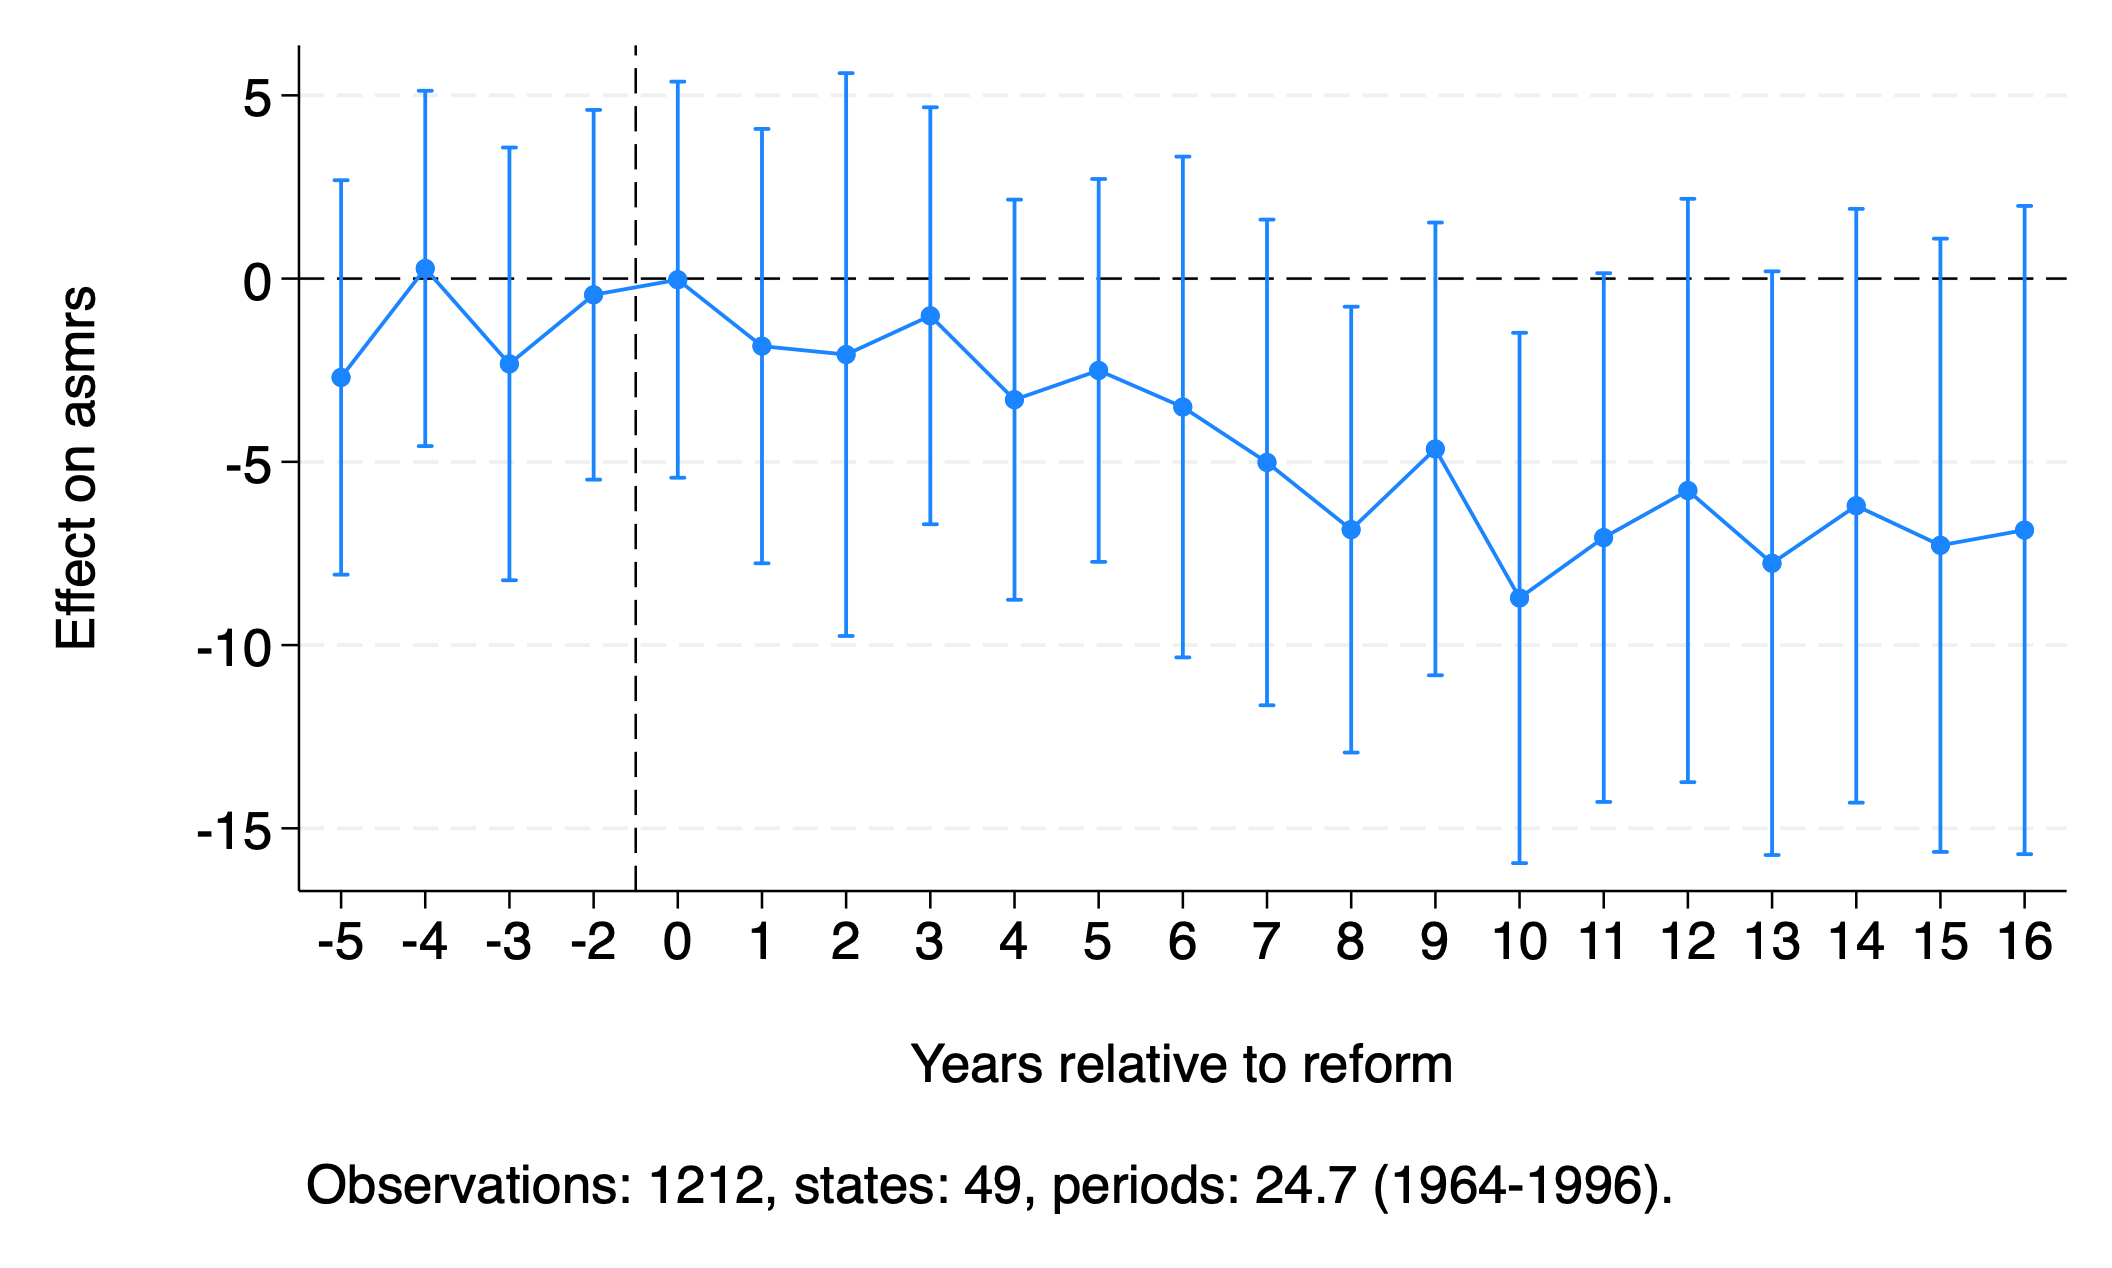 5
0
-5
-10
-15
Effect on asmrs
-5 -4 -3 -2 0 1 2 3 4 5 6 7 8 9 10 11 12 13 14 15 16
Years relative to reform
Observations: 1212, states: 49, periods: 24.7 (1964-1996).